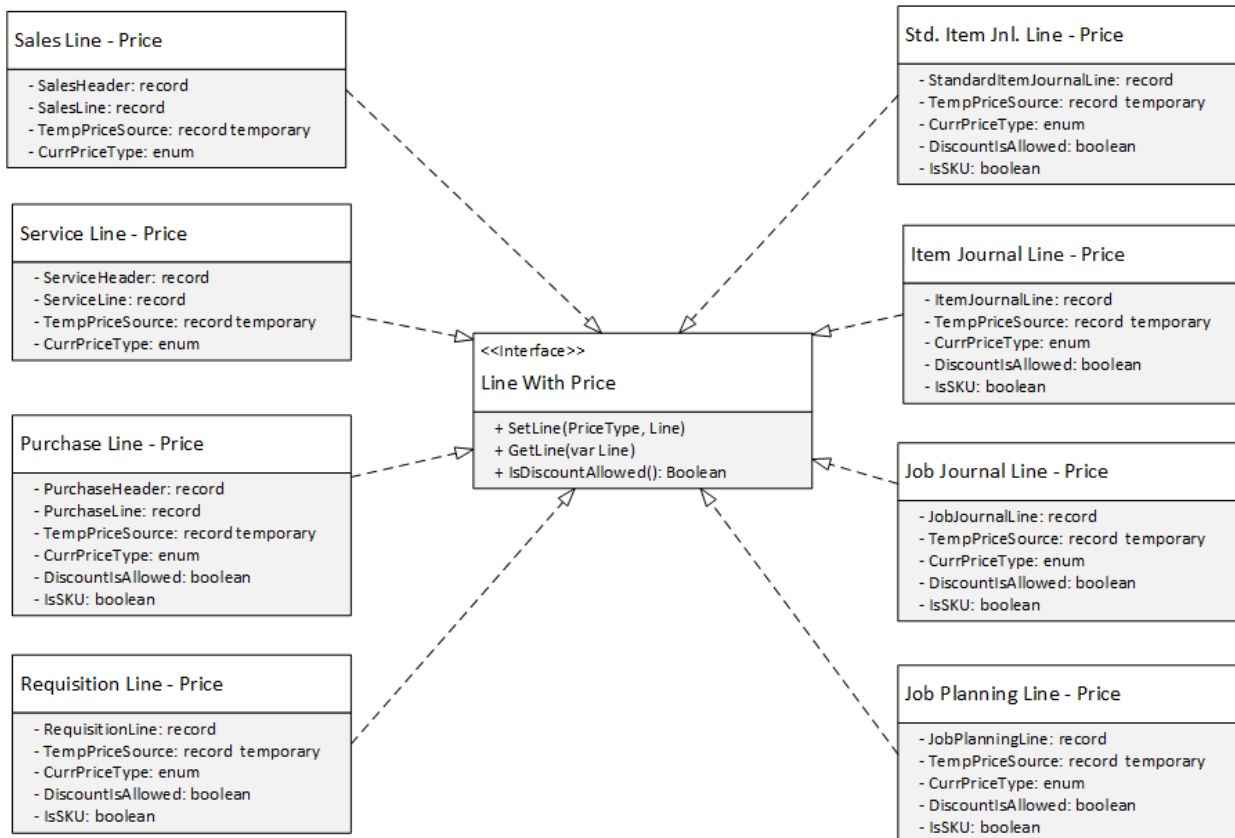 Sales Line - Price
- SalesHeader: record
- SalesLine: record
- TempPriceSource: record temporary
- CurrPriceType: enum
Service Line - Price
- ServiceHeader: record
- ServiceLine: record
- TempPriceSource: record temporary
- CurrPriceType: enum
Purchase Line - Price
- PurchaseHeader: record
- PurchaseLine: record
- TempPriceSource: record temporary
- CurrPriceType: enum
- DiscountIsAllowed: boolean
- IsSKU: boolean
Requisition Line - Price
- RequisitionLine: record
- TempPriceSource: record temporary
- CurrPriceType: enum
- DiscountIsAllowed: boolean
- IsSKU: boolean
<<Interface>>
Line With Price
+ SetLine(PriceType, Line)
+ GetLine(var Line)
+ IsDiscountAllowed(): Boolean
Std. Item Jnl. Line - Price
- StandardItemJournalLine: record
- TempPriceSource: record temporary
- CurrPriceType: enum
- DiscountIsAllowed: boolean
- IsSKU: boolean
Item Journal Line - Price
- ItemJournalLine: record
- TempPriceSource: record temporary
- CurrPriceType: enum
- DiscountIsAllowed: boolean
- IsSKU: boolean
Job Journal Line - Price
- JobJournalLine: record
- TempPriceSource: record temporary
- CurrPriceType: enum
- DiscountIsAllowed: boolean
- IsSKU: boolean
Job Planning Line - Price
- JobPlanningLine: record
- TempPriceSource: record temporary
- CurrPriceType: enum
- DiscountIsAllowed: boolean
- IsSKU: boolean